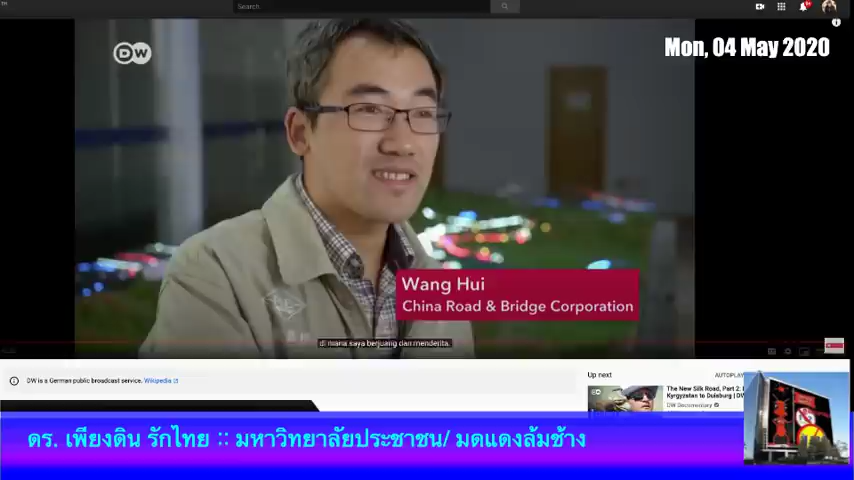 Search
DW
Mon, 04 May 2020
Wang Hui
China Road & Bridge Corporation
di mana saya berjuang dan menderita.
DW is a German public broadcast service. Wikipedia
Up next
AUTOPLAY
The New Silk Road, Part 2:
Kyrgyzstan to Duisburg | DW
DW Documentary
ดร. เพียงดิน รักไทย :: มหาวิทยาลัยประชาชน/ มดแดงล้มช้าง